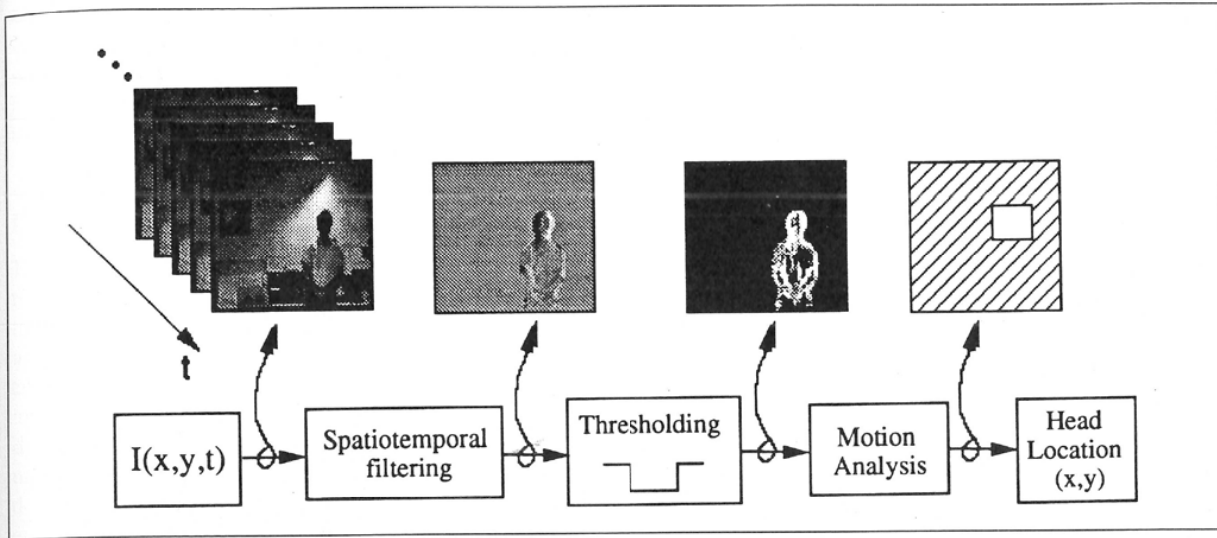 t
I(x,y,t)
Spatiotemporal
filtering
Thresholding
Motion
Analysis
Head
Location
(x,y)